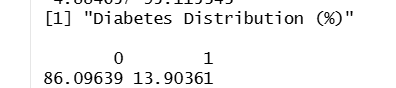 [1] "Diabetes Distribution (%)"
0 1
86.09639 13.90361